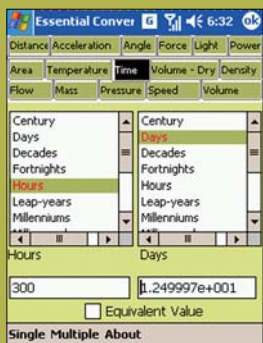 Essential Conver G 6:32 ok
Distance Acceleration Angle Force Light Power
Area Temperature Time Volume - Dry Density
Flow Mass Pressure Speed Volume
Century Century
Days Days
Decades Decades
Fortnights Fortnights
Hours Hours
Leap-years Leap-years
Millenniums Millenniums
Hours Days
300 1.249997e+001
Equivalent Value
Single Multiple About